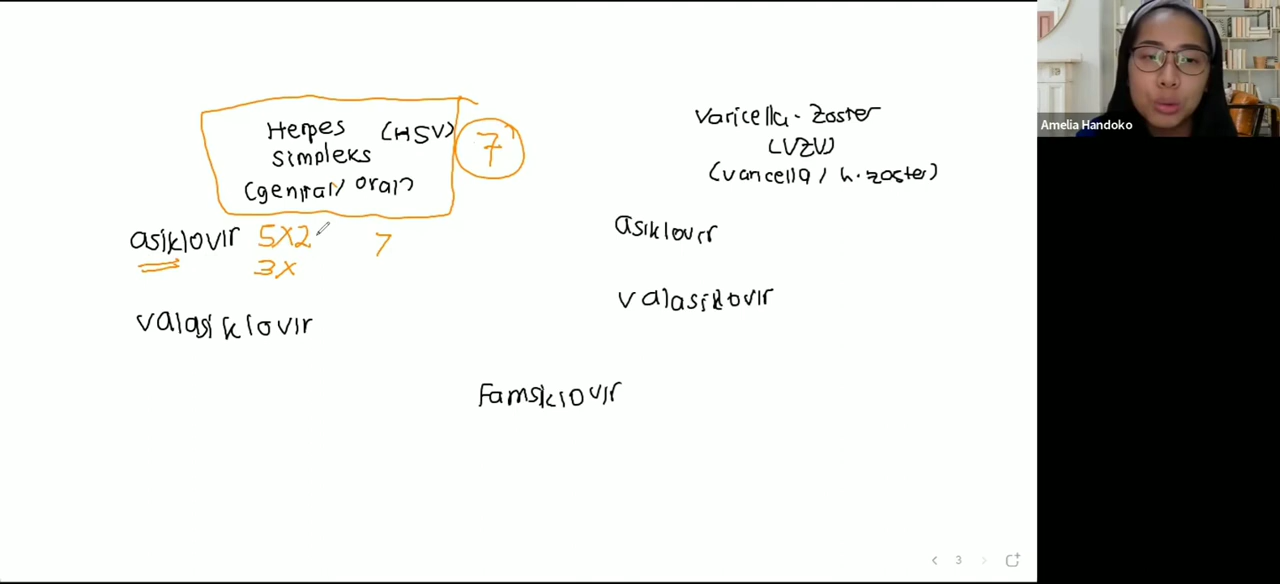 Herpes (HSV)
simpleks
(genital/ oral)
7
asiklovir 5X2 7
3X
valasiklovir
varicella - zoster
(VZV)
(varicella / h. zoster)
asiklovir
valasiklovir
Famsiklovir
Amelia Handoko
3